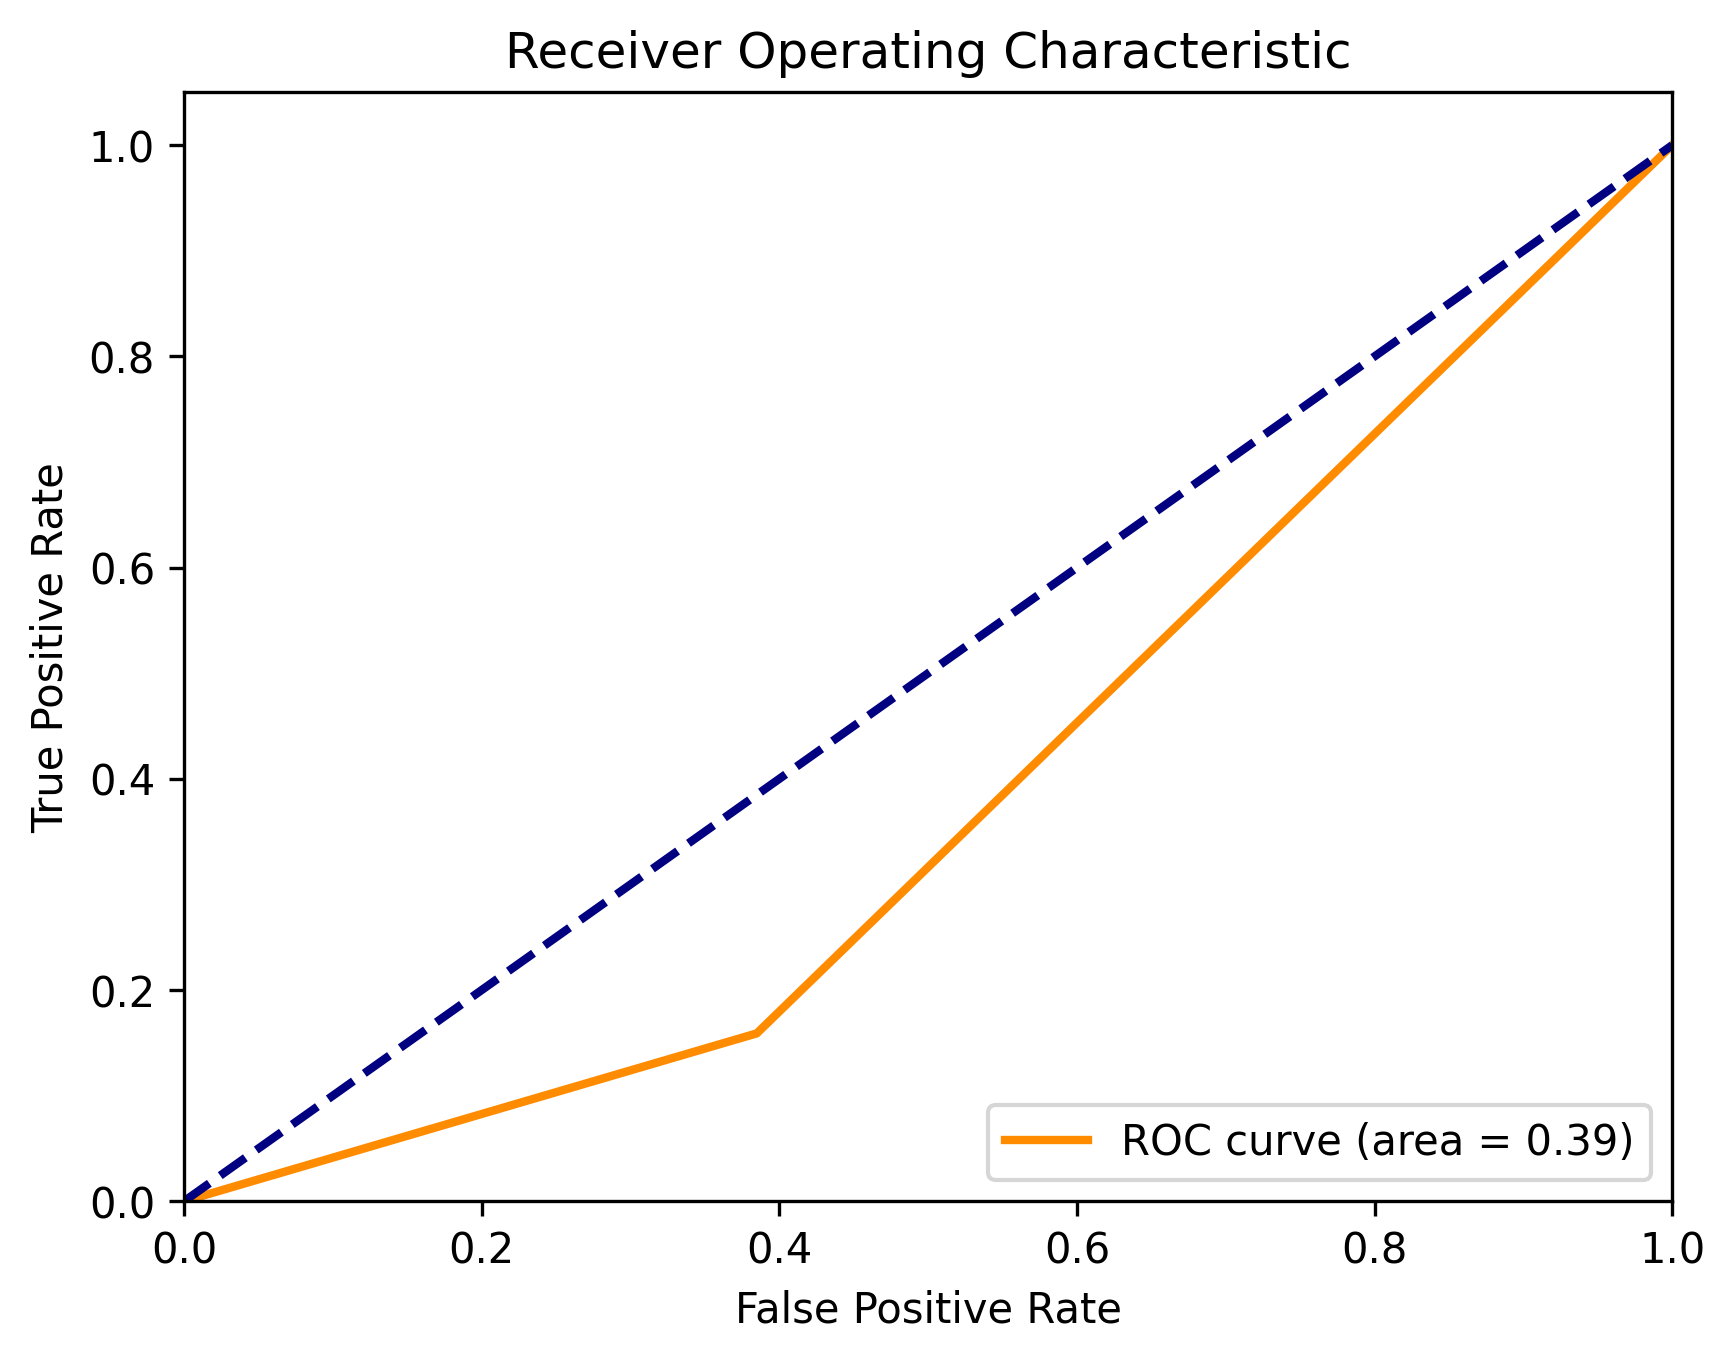 Receiver Operating Characteristic
True Positive Rate
1.0
0.8
0.6
0.4
0.2
0.0
ROC curve (area = 0.39)
0.0 0.2 0.4 0.6 0.8 1.0
False Positive Rate